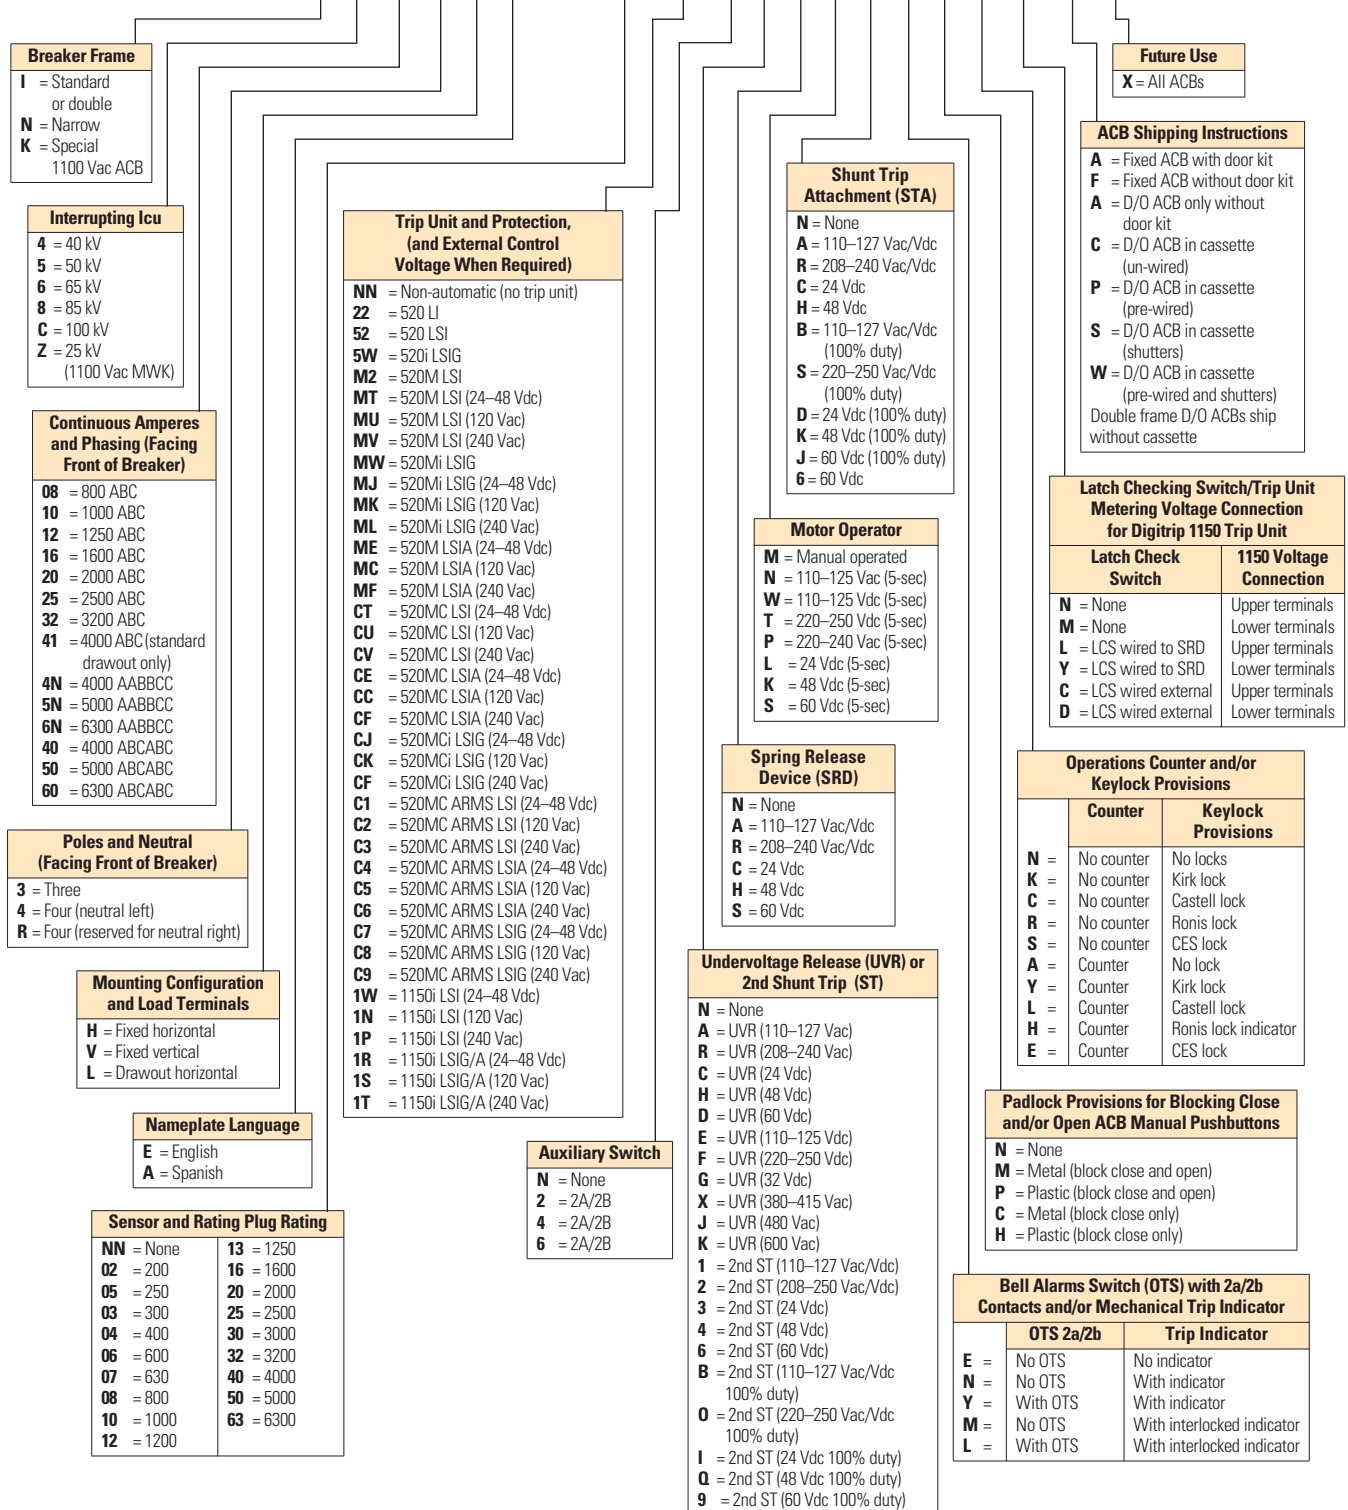 Breaker Frame
I = Standard
or double
N = Narrow
K = Special
1100 Vac ACB
Interrupting Icu
4 = 40 kV
5 = 50 kV
6 = 65 kV
8 = 85 kV
C = 100 kV
Z = 25 kV
(1100 Vac MWK)
Continuous Amperes
and Phasing (Facing
Front of Breaker)
08 = 800 ABC
10 = 1000 ABC
12 = 1250 ABC
16 = 1600 ABC
20 = 2000 ABC
25 = 2500 ABC
32 = 3200 ABC
41 = 4000 ABC (standard
drawout only)
4N = 4000 AABBCC
5N = 5000 AABBCC
6N = 6300 AABBCC
40 = 4000 ABCABC
50 = 5000 ABCABC
60 = 6300 ABCABC
Poles and Neutral
(Facing Front of Breaker)
3 = Three
4 = Four (neutral left)
R = Four (reserved for neutral right)
Mounting Configuration
and Load Terminals
H = Fixed horizontal
V = Fixed vertical
L = Drawout horizontal
Nameplate Language
E = English
A = Spanish
Sensor and Rating Plug Rating
NN = None
02 = 200
05 = 250
03 = 300
04 = 400
06 = 600
07 = 630
08 = 800
10 = 1000
12 = 1200
13 = 1250
16 = 1600
20 = 2000
25 = 2500
30 = 3000
32 = 3200
40 = 4000
50 = 5000
63 = 6300
Trip Unit and Protection,
(and External Control
Voltage When Required)
NN = Non-automatic (no trip unit)
22 = 520 LI
52 = 520 LSI
5W = 520i LSIG
M2 = 520M LSI
MT = 520M LSI (24–48 Vdc)
MU = 520M LSI (120 Vac)
MV = 520M LSI (240 Vac)
MW = 520Mi LSIG
MJ = 520Mi LSIG (24–48 Vdc)
MK = 520Mi LSIG (120 Vac)
ML = 520Mi LSIG (240 Vac)
ME = 520M LSIA (24–48 Vdc)
MC = 520M LSIA (120 Vac)
MF = 520M LSIA (240 Vac)
CT = 520MC LSI (24–48 Vdc)
CU = 520MC LSI (120 Vac)
CV = 520MC LSI (240 Vac)
CE = 520MC LSIA (24–48 Vdc)
CC = 520MC LSIA (120 Vac)
CF = 520MC LSIA (240 Vac)
CJ = 520MCi LSIG (24–48 Vdc)
CK = 520MCi LSIG (120 Vac)
CF = 520MCi LSIG (240 Vac)
C1 = 520MC ARMS LSI (24–48 Vdc)
C2 = 520MC ARMS LSI (120 Vac)
C3 = 520MC ARMS LSI (240 Vac)
C4 = 520MC ARMS LSIA (24–48 Vdc)
C5 = 520MC ARMS LSIA (120 Vac)
C6 = 520MC ARMS LSIA (240 Vac)
C7 = 520MC ARMS LSIG (24–48 Vdc)
C8 = 520MC ARMS LSIG (120 Vac)
C9 = 520MC ARMS LSIG (240 Vac)
1W = 1150i LSI (24–48 Vdc)
1N = 1150i LSI (120 Vac)
1P = 1150i LSI (240 Vac)
1R = 1150i LSIG/A (24–48 Vdc)
1S = 1150i LSIG/A (120 Vac)
1T = 1150i LSIG/A (240 Vac)
Auxiliary Switch
N = None
2 = 2A/2B
4 = 2A/2B
6 = 2A/2B
Undervoltage Release (UVR) or
2nd Shunt Trip (ST)
N = None
A = UVR (110–127 Vac)
R = UVR (208–240 Vac)
C = UVR (24 Vdc)
H = UVR (48 Vdc)
D = UVR (60 Vdc)
E = UVR (110–125 Vdc)
F = UVR (220–250 Vdc)
G = UVR (32 Vdc)
X = UVR (380–415 Vac)
J = UVR (480 Vac)
K = UVR (600 Vac)
1 = 2nd ST (110–127 Vac/Vdc)
2 = 2nd ST (208–250 Vac/Vdc)
3 = 2nd ST (24 Vdc)
4 = 2nd ST (48 Vdc)
6 = 2nd ST (60 Vdc)
B = 2nd ST (110–127 Vac/Vdc
100% duty)
O = 2nd ST (220–250 Vac/Vdc
100% duty)
I = 2nd ST (24 Vdc 100% duty)
Q = 2nd ST (48 Vdc 100% duty)
9 = 2nd ST (60 Vdc 100% duty)
Spring Release
Device (SRD)
N = None
A = 110–127 Vac/Vdc
R = 208–240 Vac/Vdc
C = 24 Vdc
H = 48 Vdc
S = 60 Vdc
Motor Operator
M = Manual operated
N = 110–125 Vac (5-sec)
W = 110–125 Vdc (5-sec)
T = 220–250 Vdc (5-sec)
P = 220–240 Vac (5-sec)
L = 24 Vdc (5-sec)
K = 48 Vdc (5-sec)
S = 60 Vdc (5-sec)
Shunt Trip
Attachment (STA)
N = None
A = 110–127 Vac/Vdc
R = 208–240 Vac/Vdc
C = 24 Vdc
H = 48 Vdc
B = 110–127 Vac/Vdc
(100% duty)
S = 220–250 Vac/Vdc
(100% duty)
D = 24 Vdc (100% duty)
K = 48 Vdc (100% duty)
J = 60 Vdc (100% duty)
6 = 60 Vdc
Future Use
X = All ACBs
ACB Shipping Instructions
A = Fixed ACB with door kit
F = Fixed ACB without door kit
A = D/O ACB only without
door kit
C = D/O ACB in cassette
(un-wired)
P = D/O ACB in cassette
(pre-wired)
S = D/O ACB in cassette
(shutters)
W = D/O ACB in cassette
(pre-wired and shutters)
Double frame D/O ACBs ship
without cassette
Latch Checking Switch/Trip Unit
Metering Voltage Connection
for Digitrip 1150 Trip Unit
Latch Check Switch 1150 Voltage Connection
N = None Upper terminals
M = None Lower terminals
L = LCS wired to SRD Upper terminals
Y = LCS wired to SRD Lower terminals
C = LCS wired external Upper terminals
D = LCS wired external Lower terminals
Operations Counter and/or
Keylock Provisions
Counter Keylock Provisions
N = No counter No locks
K = No counter Kirk lock
C = No counter Castell lock
R = No counter Ronis lock
S = No counter CES lock
A = Counter No lock
Y = Counter Kirk lock
L = Counter Castell lock
H = Counter Ronis lock indicator
E = Counter CES lock
Padlock Provisions for Blocking Close
and/or Open ACB Manual Pushbuttons
N = None
M = Metal (block close and open)
P = Plastic (block close and open)
C = Metal (block close only)
H = Plastic (block close only)
Bell Alarms Switch (OTS) with 2a/2b
Contacts and/or Mechanical Trip Indicator
OTS 2a/2b Trip Indicator
E = No OTS No indicator
N = No OTS With indicator
Y = With OTS With indicator
M = No OTS With interlocked indicator
L = With OTS With interlocked indicator